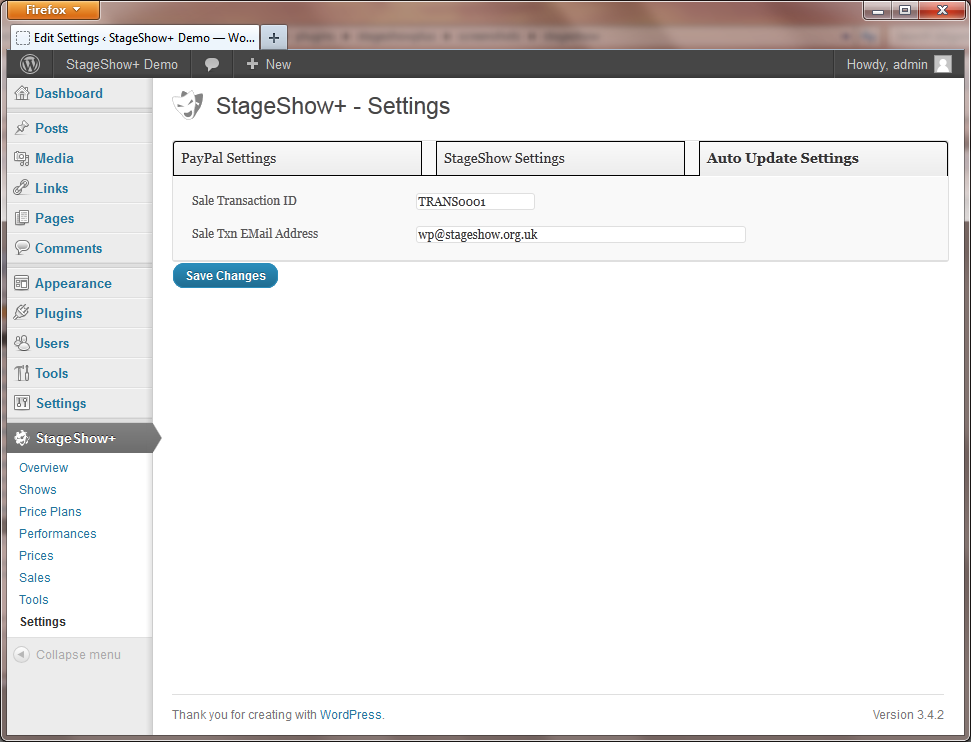 Firefox
Edit Settings ‹ StageShow+ Demo — Wo...
StageShow+ Demo
New
Howdy, admin
Dashboard
Posts
Media
Links
Pages
Comments
Appearance
Plugins
Users
Tools
Settings
StageShow+
Overview
Shows
Price Plans
Performances
Prices
Sales
Tools
Settings
Collapse menu
StageShow+ - Settings
PayPal Settings
StageShow Settings
Auto Update Settings
Sale Transaction ID
TRANS0001
Sale Txn EMail Address
wp@stageshow.org.uk
Save Changes
Thank you for creating with WordPress.
Version 3.4.2